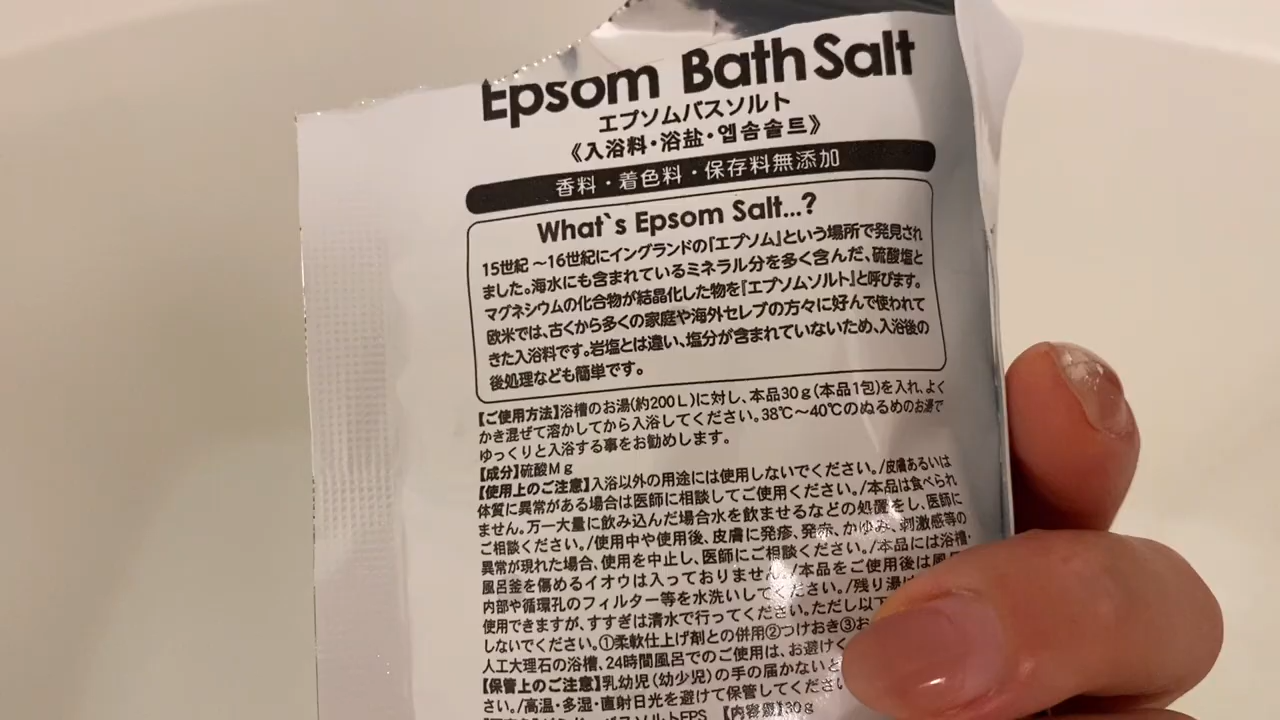 Epsom Bath Salt
エプソムバスソルト
《入浴料・浴盐・엡솜솔트》
香料・着色料・保存料無添加
What`s Epsom Salt...?
15世紀〜16世紀にイングランドの『エプソム』という場所で発見され
ました。海水にも含まれているミネラル分を多く含んだ、硫酸塩と
マグネシウムの化合物が結晶化した物を『エプソムソルト』と呼びます。
欧米では、古くから多くの家庭や海外セレブの方々に好んで使われて
きた入浴料です。岩塩とは違い、塩分が含まれていないため、入浴後の
後処理なども簡単です。
【ご使用方法】浴槽のお湯(約200L)に対し、本品30g(本品1包)を入れ、よく
かき混ぜて溶かしてから入浴してください。38℃〜40℃のぬるめのお湯で
ゆっくりと入浴する事をお勧めします。
【成分】硫酸Mg
【使用上のご注意】入浴以外の用途には使用しないでください。/皮膚あるいは
体質に異常がある場合は医師に相談してご使用ください。/本品は食べられ
ません。万一大量に飲み込んだ場合水を飲ませるなどの処置をし、医師に
ご相談ください。/使用中や使用後、皮膚に発疹、発赤、かゆみ、刺激感等の
異常が現れた場合、使用を中止し、医師にご相談ください。/本品には浴槽・
風呂釜を傷めるイオウは入っておりません。/本品をご使用後は風呂
内部や循環孔のフィルター等を水洗いしてください。/残り湯は
使用できますが、すすぎは清水で行ってください。ただし以下
しないでください。①柔軟仕上げ剤との併用②つけおき③お
人工大理石の浴槽、24時間風呂でのご使用は、お避けく
【保管上のご注意】乳幼児(幼少児)の手の届かないと
さい。/高温・多湿・直射日光を避けて保管してくださ
バスソルトEPS 【内容量】30g